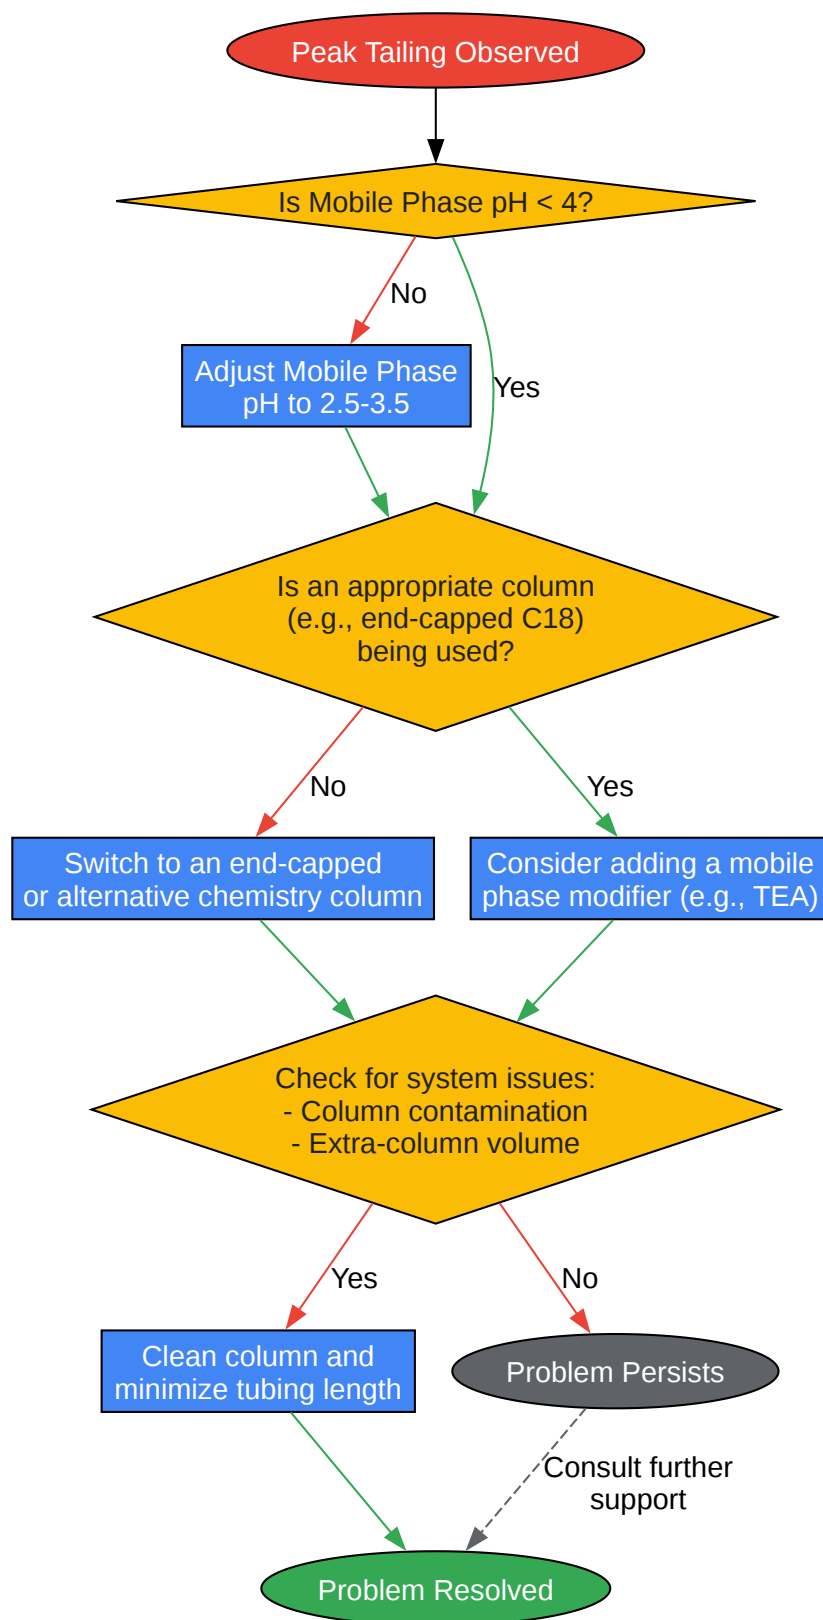 Peak Tailing Observed
Is Mobile Phase pH < 4?
No
Adjust Mobile Phase
pH to 2.5-3.5
Yes
Is an appropriate column
(e.g., end-capped C18)
being used?
No
Yes
Switch to an end-capped
or alternative chemistry column
Consider adding a mobile
phase modifier (e.g., TEA)
Check for system issues:
- Column contamination
- Extra-column volume
Yes
No
Clean column and
minimize tubing length
Problem Persists
Consult further
support
Problem Resolved